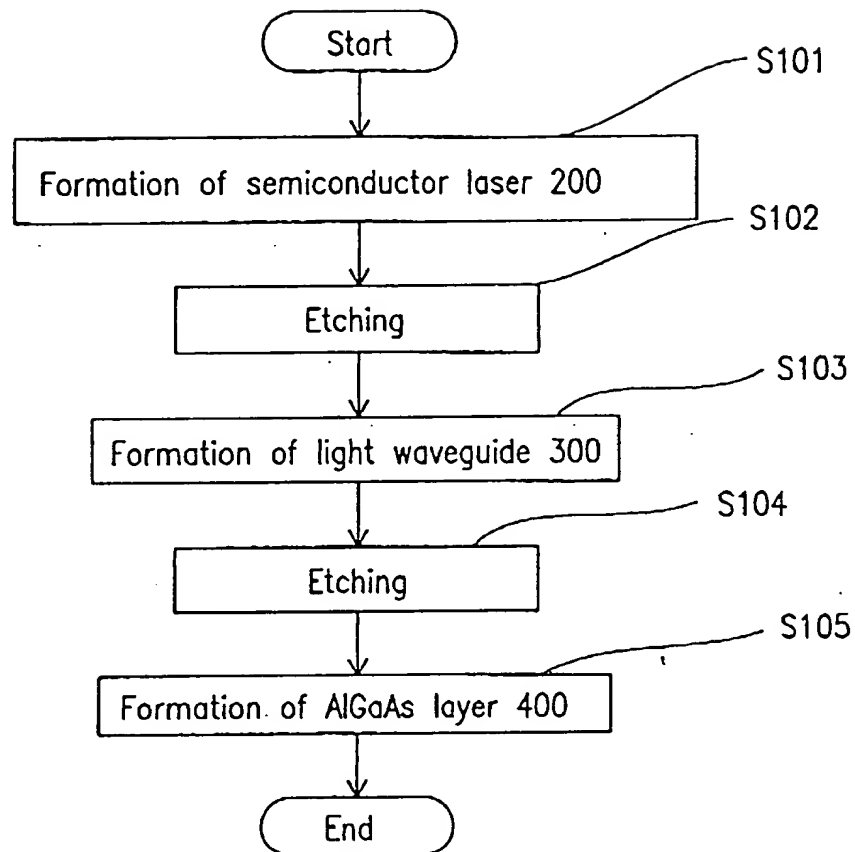 Start
S101
Formation of semiconductor laser 200
S102
Etching
S103
Formation of light waveguide 300
S104
Etching
S105
Formation of AlGaAs layer 400
End